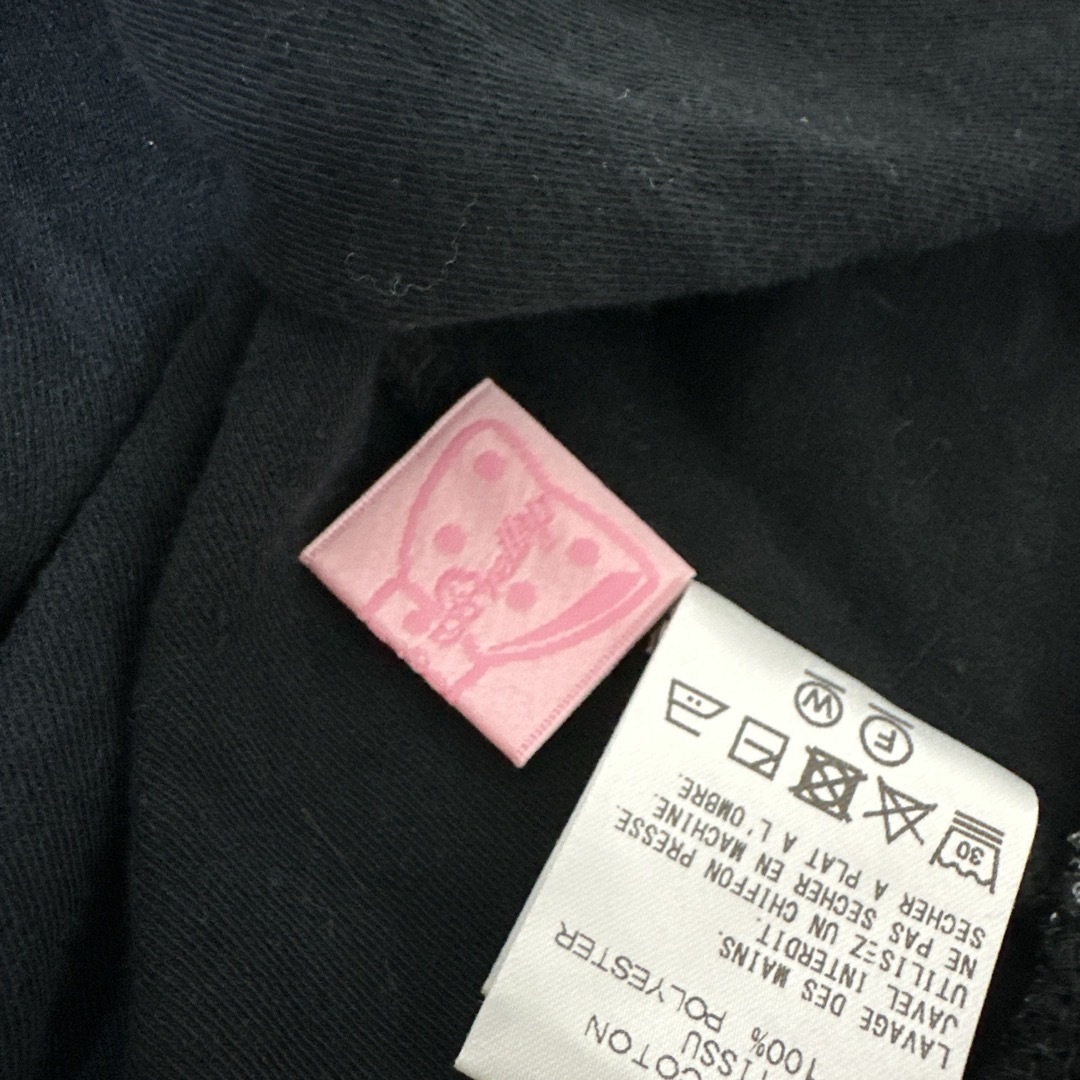 COTON
TISSU
100% POLYESTER
LAVAGE DES MAINS.
JAVEL INTERDIT.
UTILISEZ UN CHIFFON PRESSE.
NE PAS SECHER EN MACHINE.
SECHER A PLAT A L'OMBRE.
30
F W